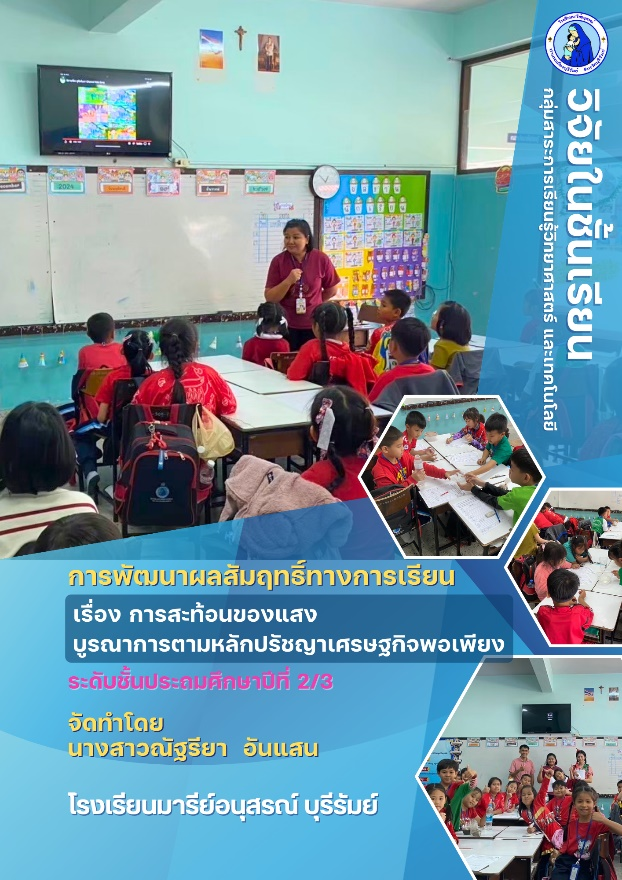 วิจัยในชั้นเรียน
กลุ่มสาระการเรียนรู้วิทยาศาสตร์ และเทคโนโลยี
2024
การพัฒนาผลสัมฤทธิ์ทางการเรียน
เรื่อง การสะท้อนของแสง
บูรณาการตามหลักปรัชญาเศรษฐกิจพอเพียง
ระดับชั้นประถมศึกษาปีที่ 2/3
จัดทำโดย
นางสาวณัฐรียา อันแสน
โรงเรียนมารีย์อนุสรณ์ บุรีรัมย์